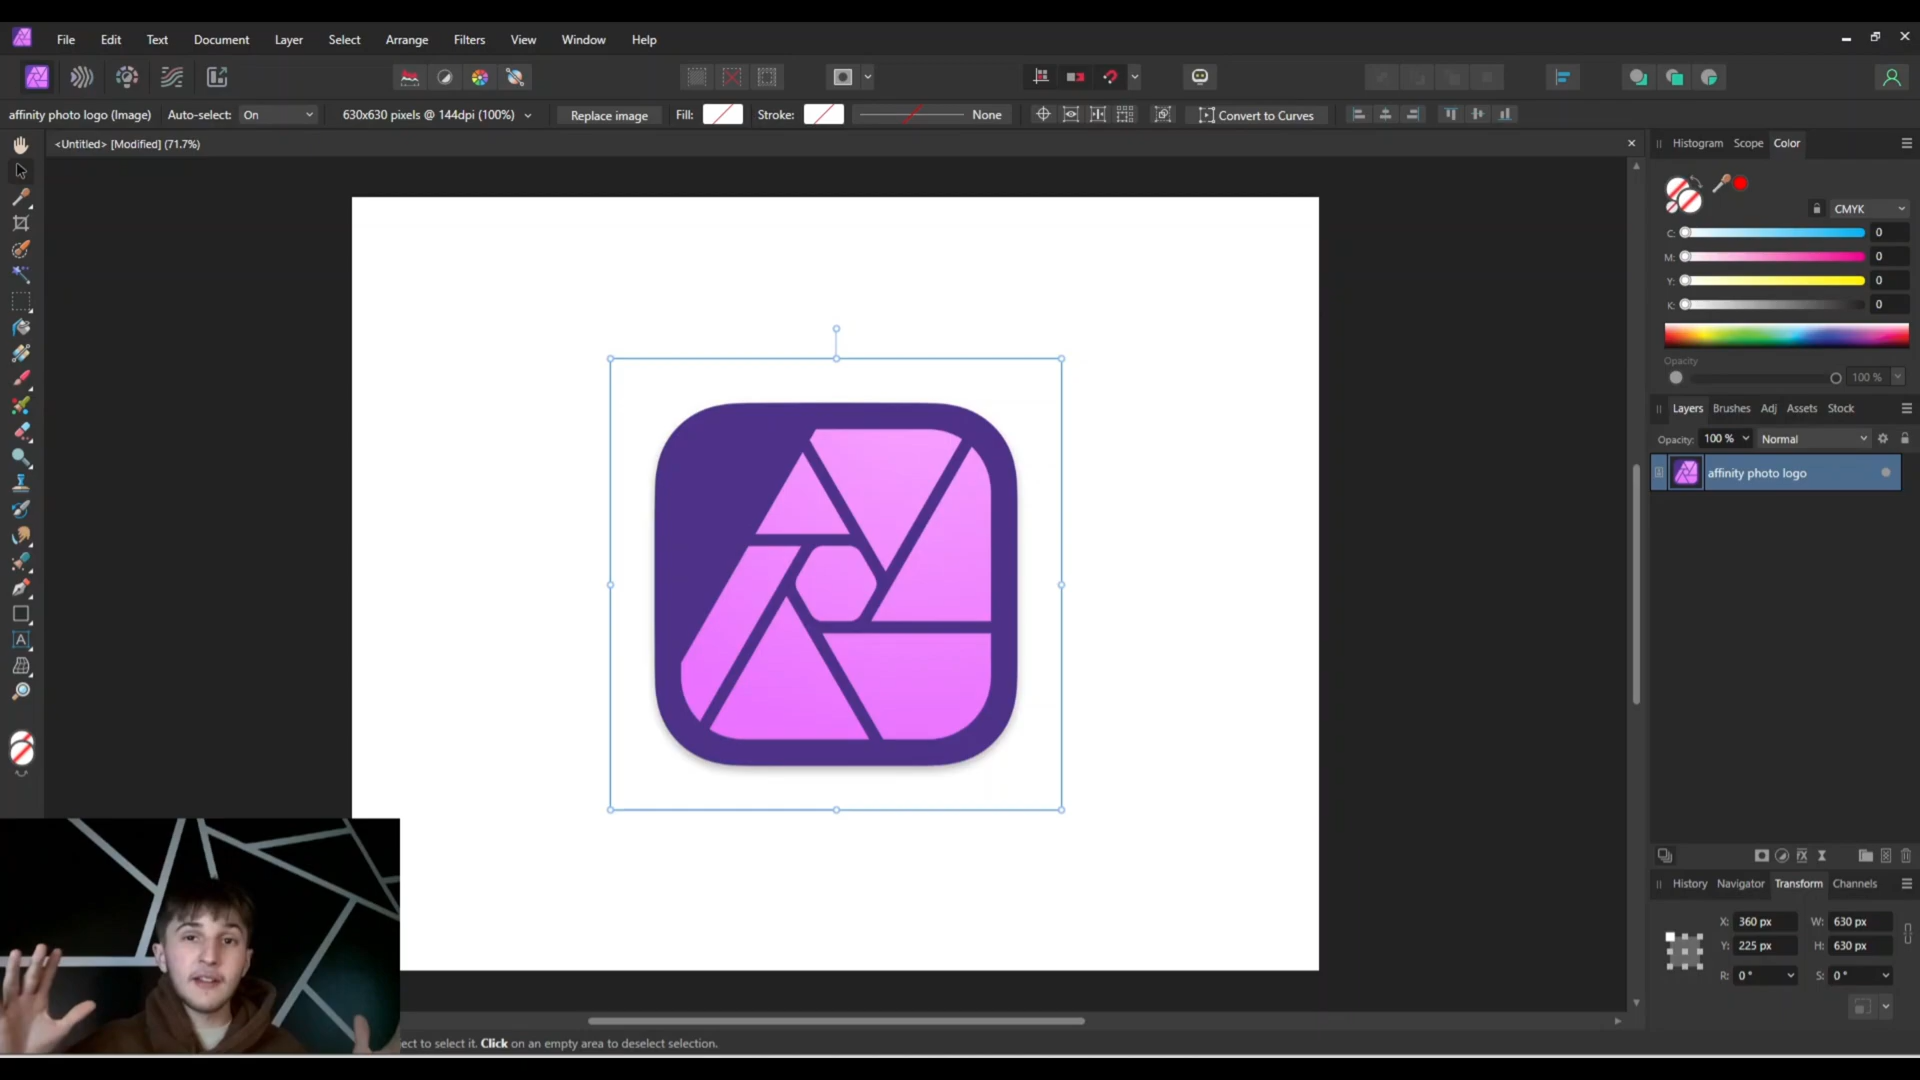 File Edit Text Document Layer Select Arrange Filters View Window Help
affinity photo logo (Image) Auto-select: On 630x630 pixels @ 144dpi (100%) Replace image Fill: Stroke: None Convert to Curves
<Untitled> [Modified] (71.7%)
Histogram Scope Color
CMYK
C: 0
M: 0
Y: 0
K: 0
Opacity
100 %
Layers Brushes Adj Assets Stock
Opacity: 100 % Normal
affinity photo logo
History Navigator Transform Channels
X: 360 px W: 630 px
Y: 225 px H: 630 px
R: 0 ° S: 0 °
ect to select it. Click on an empty area to deselect selection.